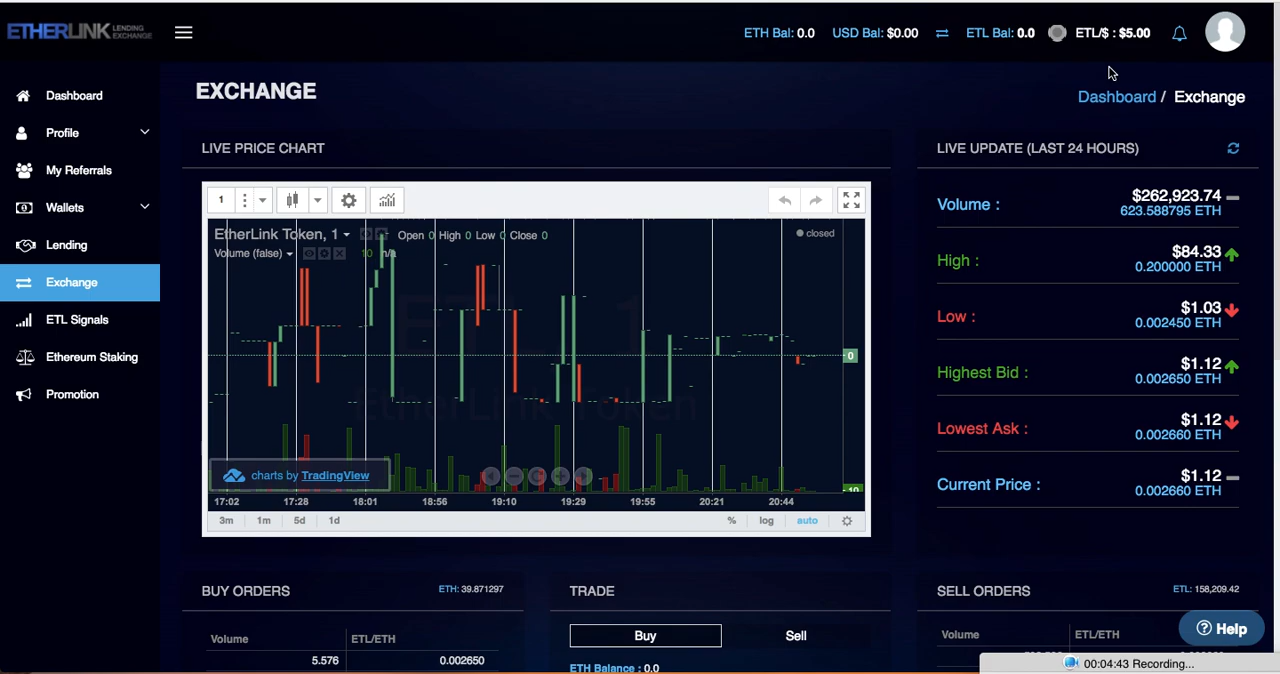 ETHERLINK LENDING EXCHANGE
ETH Bal: 0.0 USD Bal: $0.00 ETL Bal: 0.0 ETL/$ : $5.00
Dashboard
Profile
My Referrals
Wallets
Lending
Exchange
ETL Signals
Ethereum Staking
Promotion
EXCHANGE
Dashboard / Exchange
LIVE PRICE CHART
1
EtherLink Token, 1 Open 0 High 0 Low 0 Close 0
closed
Volume (false) 10 n/a
ETL, 1
EtherLink Token
0
10
charts by TradingView
17:02 17:28 18:01 18:56 19:10 19:29 19:55 20:21 20:44
3m 1m 5d 1d % log auto
LIVE UPDATE (LAST 24 HOURS)
Volume : $262,923.74
623.588795 ETH
High : $84.33
0.200000 ETH
Low : $1.03
0.002450 ETH
Highest Bid : $1.12
0.002650 ETH
Lowest Ask : $1.12
0.002660 ETH
Current Price : $1.12
0.002660 ETH
BUY ORDERS ETH: 39.871297
Volume ETL/ETH
5.576 0.002650
TRADE
Buy Sell
ETH Balance : 0.0
SELL ORDERS ETL: 158,209.42
Volume ETL/ETH
Help
00:04:43 Recording...